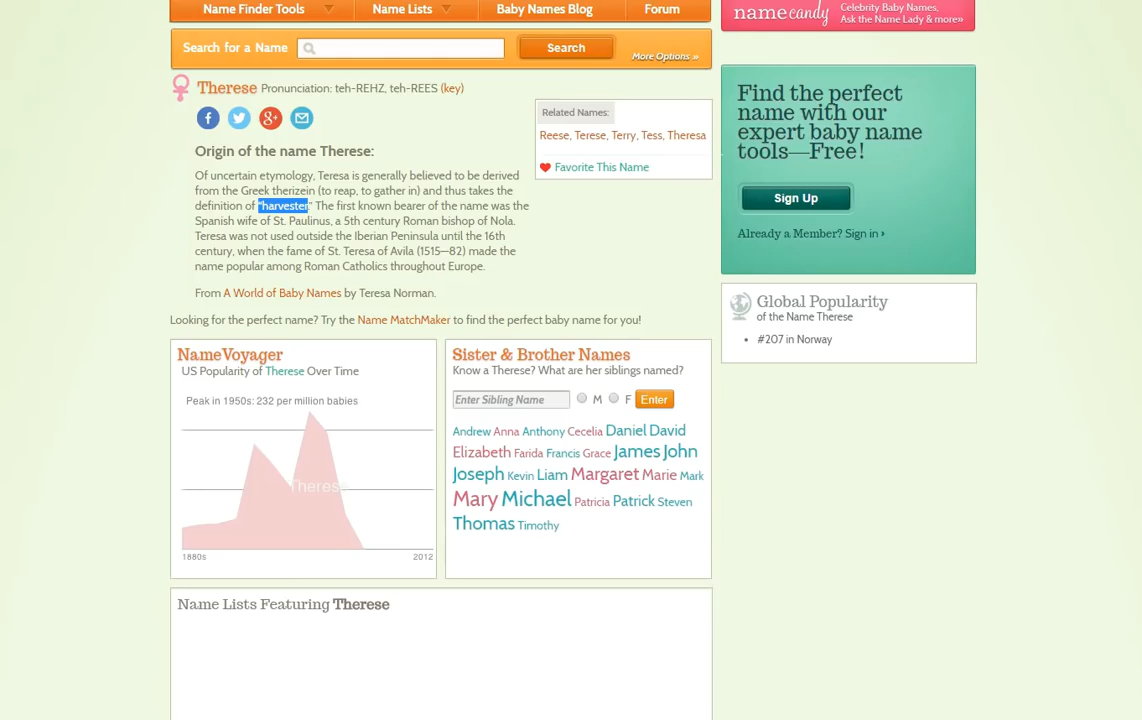 Name Finder Tools Name Lists Baby Names Blog Forum
namecandy Celebrity Baby Names,
Ask the Name Lady & more»
Search for a Name Search More Options »
Therese Pronunciation: teh-REHZ, teh-REES (key)
Related Names:
Reese, Terese, Terry, Tess, Theresa
Favorite This Name
Origin of the name Therese:
Of uncertain etymology, Teresa is generally believed to be derived
from the Greek therizein (to reap, to gather in) and thus takes the
definition of "harvester." The first known bearer of the name was the
Spanish wife of St. Paulinus, a 5th century Roman bishop of Nola.
Teresa was not used outside the Iberian Peninsula until the 16th
century, when the fame of St. Teresa of Avila (1515—82) made the
name popular among Roman Catholics throughout Europe.
From A World of Baby Names by Teresa Norman.
Looking for the perfect name? Try the Name MatchMaker to find the perfect baby name for you!
Find the perfect
name with our
expert baby name
tools—Free!
Sign Up
Already a Member? Sign in ›
Global Popularity
of the Name Therese
• #207 in Norway
NameVoyager
US Popularity of Therese Over Time
Peak in 1950s: 232 per million babies
Therese
1880s 2012
Sister & Brother Names
Know a Therese? What are her siblings named?
Enter Sibling Name M F Enter
Andrew Anna Anthony Cecelia Daniel David
Elizabeth Farida Francis Grace James John
Joseph Kevin Liam Margaret Marie Mark
Mary Michael Patricia Patrick Steven
Thomas Timothy
Name Lists Featuring Therese